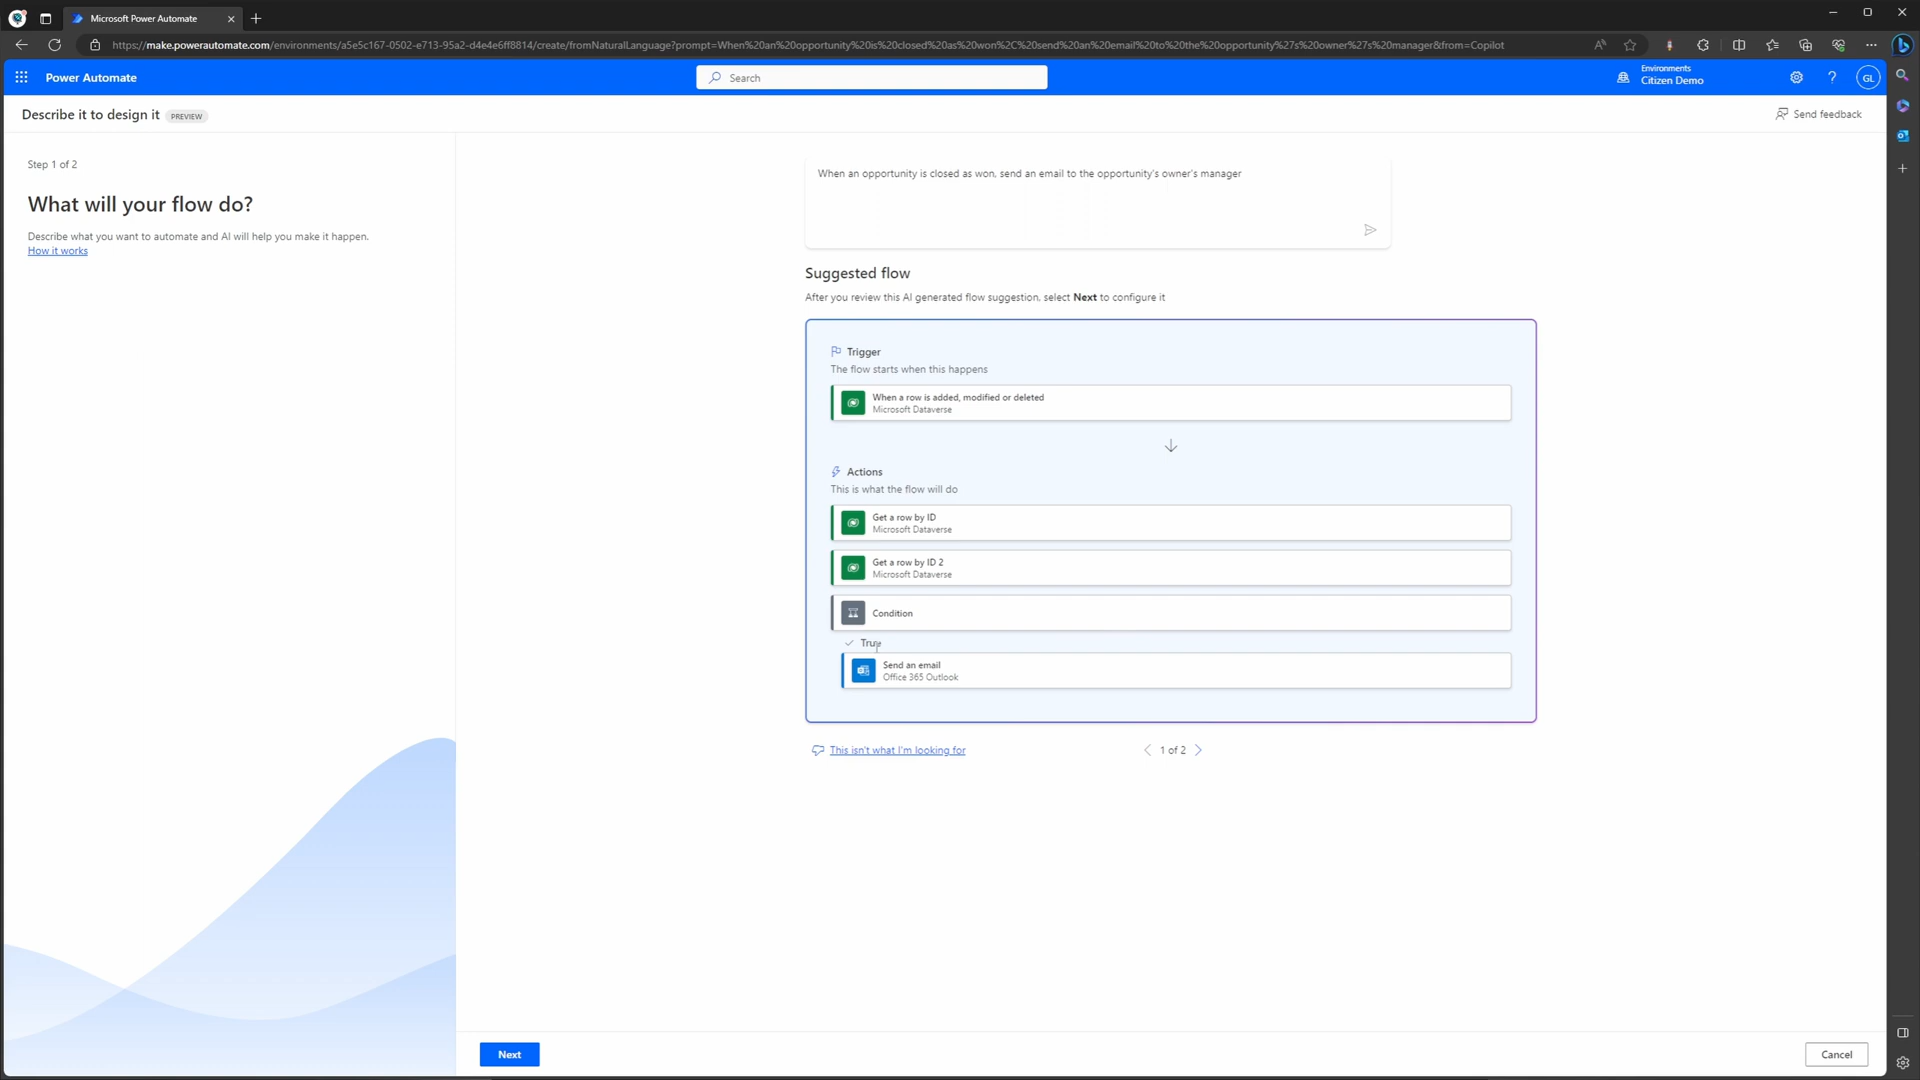 Microsoft Power Automate
https://make.powerautomate.com/environments/a5e5c167-0502-e713-95a2-d4e4e6ff8814/create/fromNaturalLanguage?prompt=When%20an%20opportunity%20is%20closed%20as%20won%2C%20send%20an%20email%20to%20the%20opportunity%27s%20owner%27s%20manager&from=Copilot
Power Automate
Search
Environments
Citizen Demo
?
GL
Describe it to design it PREVIEW
Send feedback
Step 1 of 2
What will your flow do?
Describe what you want to automate and AI will help you make it happen.
How it works
When an opportunity is closed as won, send an email to the opportunity's owner's manager
Suggested flow
After you review this AI generated flow suggestion, select Next to configure it
Trigger
The flow starts when this happens
When a row is added, modified or deleted
Microsoft Dataverse
Actions
This is what the flow will do
Get a row by ID
Microsoft Dataverse
Get a row by ID 2
Microsoft Dataverse
Condition
True
Send an email
Office 365 Outlook
This isn't what I'm looking for
1 of 2
Next
Cancel